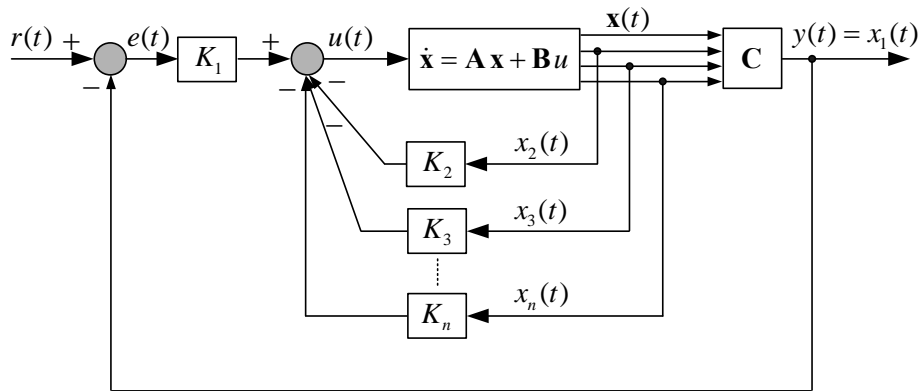 r(t) + e(t) K₁ + u(t) ẋ = A x + B u x(t) C y(t) = x₁(t)
− − − −
K₂ x₂(t)
K₃ x₃(t)
Kₙ xₙ(t)